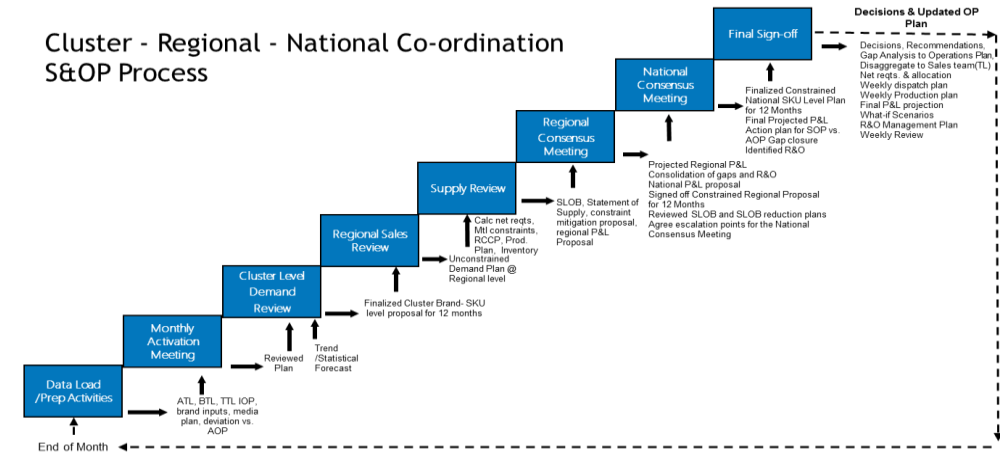 Cluster - Regional - National Co-ordination
S&OP Process
Decisions & Updated OP
Plan
Final Sign-off
Decisions, Recommendations,
Gap Analysis to Operations Plan,
Disaggregate to Sales team(TL)
Net reqts. & allocation
Weekly dispatch plan
Weekly Production plan
Final P&L projection
What-if Scenarios
R&O Management Plan
Weekly Review
National
Consensus
Meeting
Finalized Constrained
National SKU Level Plan
for 12 Months
Final Projected P&L
Action plan for SOP vs.
AOP Gap closure
Identified R&O
Regional
Consensus
Meeting
Projected Regional P&L
Consolidation of gaps and R&O
National P&L proposal
Signed off Constrained Regional Proposal
for 12 Months
Reviewed SLOB and SLOB reduction plans
Agree escalation points for the National
Consensus Meeting
Supply Review
SLOB, Statement of
Supply, constraint
mitigation proposal,
regional P&L
Proposal
Regional Sales
Review
Calc net reqts,
Mtl constraints,
RCCP, Prod.
Plan, Inventory
Unconstrained
Demand Plan @
Regional level
Cluster Level
Demand
Review
Finalized Cluster Brand- SKU
level proposal for 12 months
Monthly
Activation
Meeting
Reviewed
Plan
Trend
/Statistical
Forecast
Data Load
/Prep Activities
ATL, BTL, TTL IOP,
brand inputs, media
plan, deviation vs.
AOP
End of Month